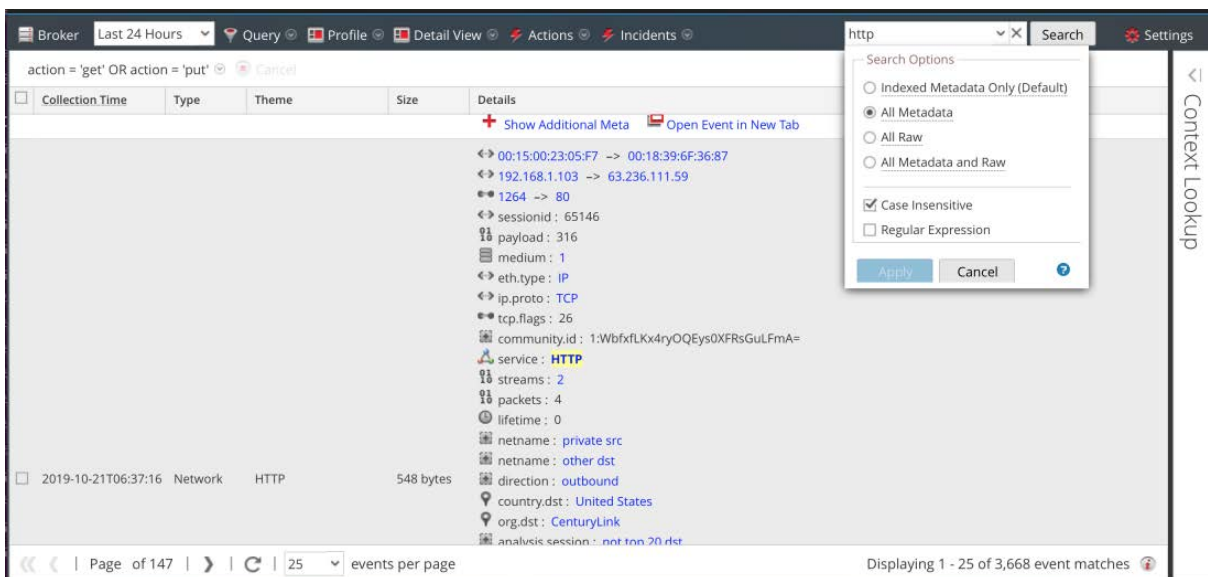 Broker Last 24 Hours Query Profile Detail View Actions Incidents http Search Settings
action = 'get' OR action = 'put' Cancel
Search Options
Indexed Metadata Only (Default)
All Metadata
All Raw
All Metadata and Raw
Case Insensitive
Regular Expression
Apply Cancel
Context Lookup
Collection Time Type Theme Size Details
Show Additional Meta Open Event in New Tab
00:15:00:23:05:F7 -> 00:18:39:6F:36:87
192.168.1.103 -> 63.236.111.59
1264 -> 80
sessionid : 65146
payload : 316
medium : 1
eth.type : IP
ip.proto : TCP
tcp.flags : 26
community.id : 1:WbfxfLKx4ryOQEys0XFRsGuLFmA=
service : HTTP
streams : 2
packets : 4
lifetime : 0
netname : private src
netname : other dst
2019-10-21T06:37:16 Network HTTP 548 bytes direction : outbound
country.dst : United States
org.dst : CenturyLink
analysis session : not top 20 dst
Page of 147 25 events per page Displaying 1 - 25 of 3,668 event matches